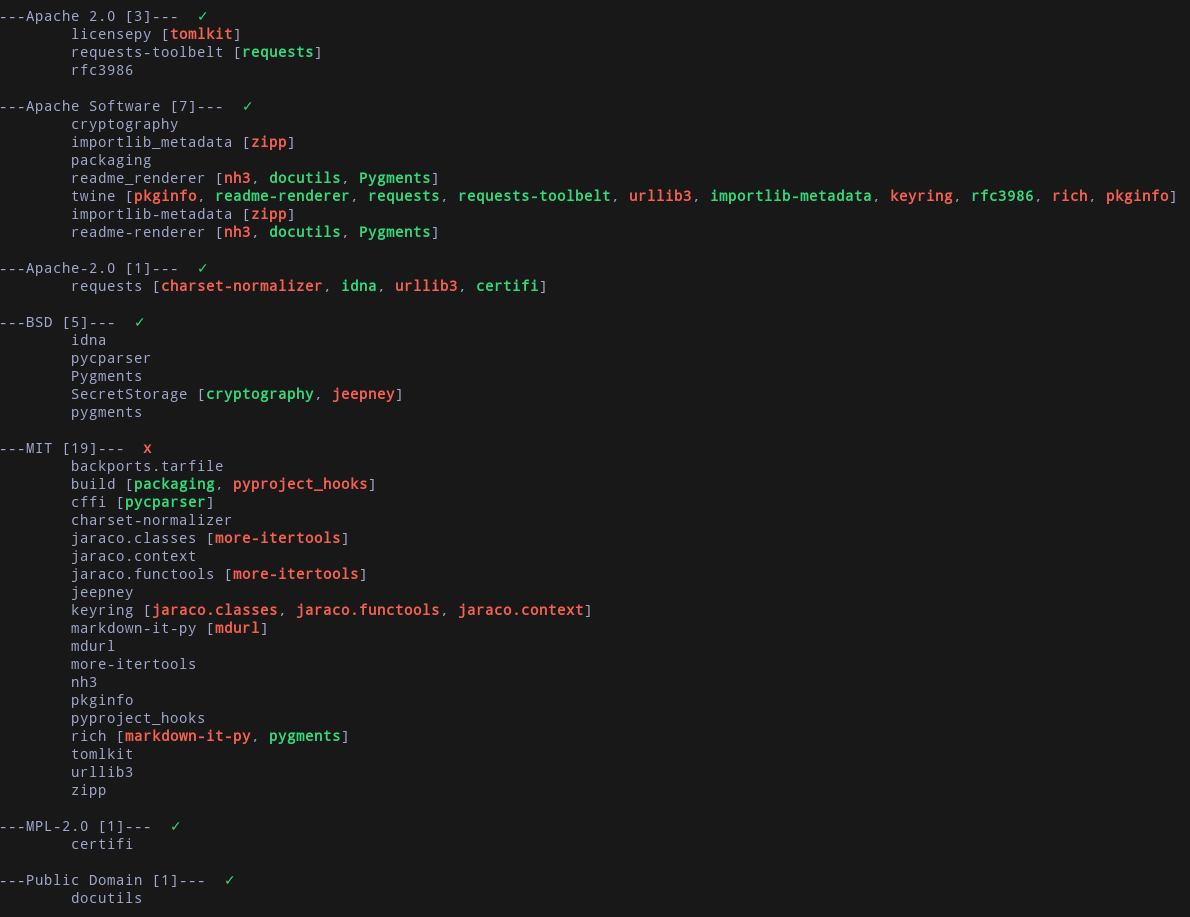 ---Apache 2.0 [3]---  ✓
        licensepy [tomlkit]
        requests-toolbelt [requests]
        rfc3986

---Apache Software [7]---  ✓
        cryptography
        importlib_metadata [zipp]
        packaging
        readme_renderer [nh3, docutils, Pygments]
        twine [pkginfo, readme-renderer, requests, requests-toolbelt, urllib3, importlib-metadata, keyring, rfc3986, rich, pkginfo]
        importlib-metadata [zipp]
        readme-renderer [nh3, docutils, Pygments]

---Apache-2.0 [1]---  ✓
        requests [charset-normalizer, idna, urllib3, certifi]

---BSD [5]---  ✓
        idna
        pycparser
        Pygments
        SecretStorage [cryptography, jeepney]
        pygments

---MIT [19]---  x
        backports.tarfile
        build [packaging, pyproject_hooks]
        cffi [pycparser]
        charset-normalizer
        jaraco.classes [more-itertools]
        jaraco.context
        jaraco.functools [more-itertools]
        jeepney
        keyring [jaraco.classes, jaraco.functools, jaraco.context]
        markdown-it-py [mdurl]
        mdurl
        more-itertools
        nh3
        pkginfo
        pyproject_hooks
        rich [markdown-it-py, pygments]
        tomlkit
        urllib3
        zipp

---MPL-2.0 [1]---  ✓
        certifi

---Public Domain [1]---  ✓
        docutils